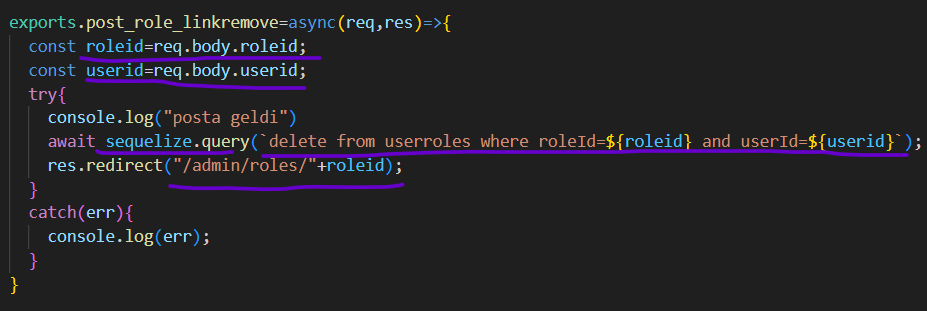 exports.post_role_linkremove=async(req,res)=>{
const roleid=req.body.roleid;
const userid=req.body.userid;
try{
console.log("posta geldi")
await sequelize.query(`delete from userroles where roleId=${roleid} and userId=${userid}`);
res.redirect("/admin/roles/"+roleid);
}
catch(err){
console.log(err);
}
}